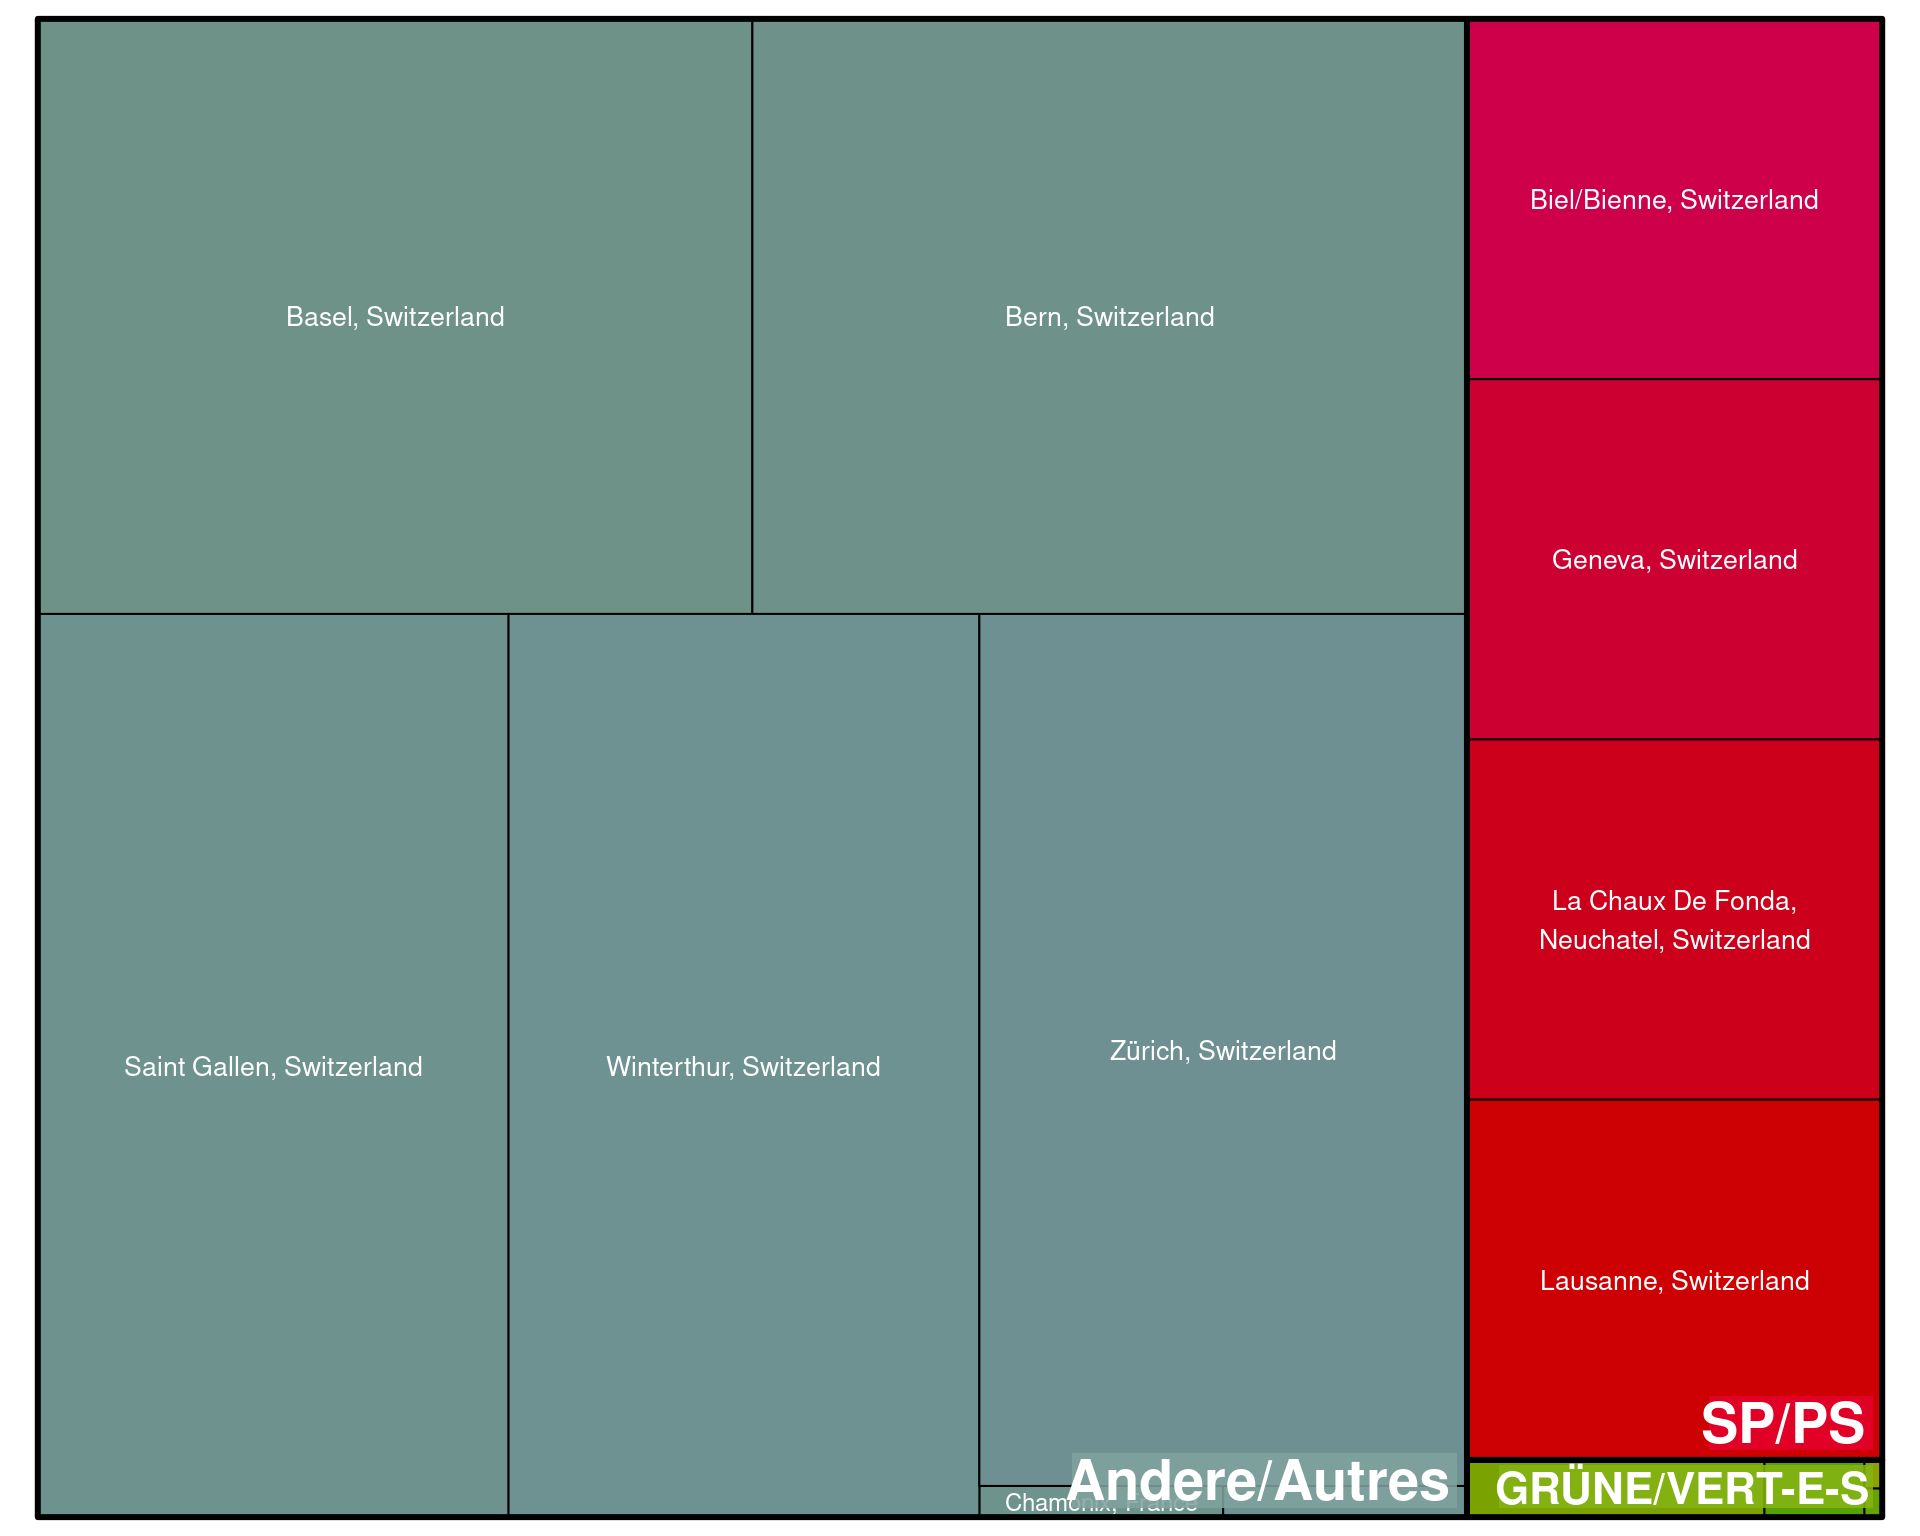 Basel, Switzerland
Bern, Switzerland
Biel/Bienne, Switzerland
Geneva, Switzerland
La Chaux De Fonda,
Neuchatel, Switzerland
Saint Gallen, Switzerland
Winterthur, Switzerland
Zürich, Switzerland
Lausanne, Switzerland
SP/PS
Andere/Autres
GRÜNE/VERT-E-S
Chamonix, France